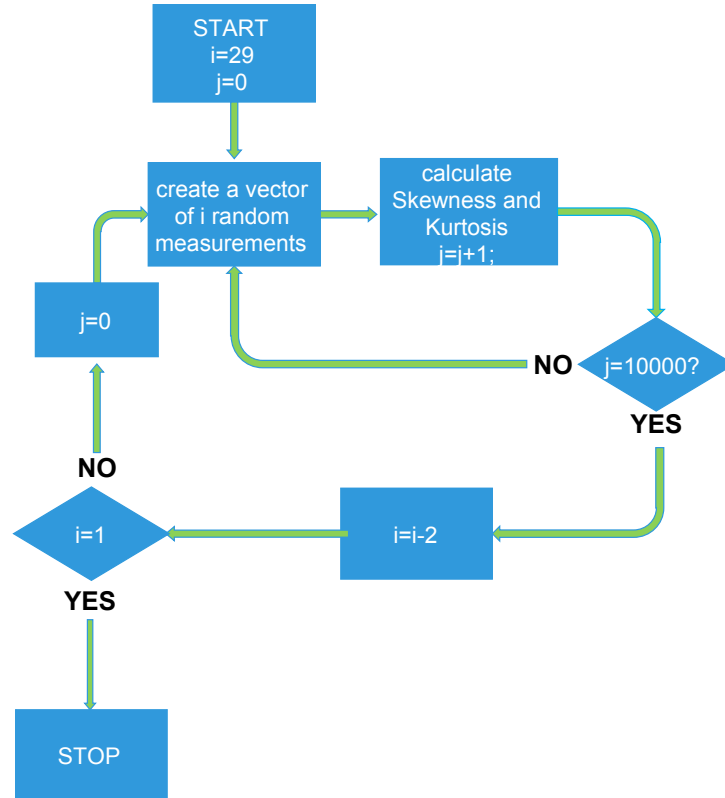 START
i=29
j=0
create a vector
of i random
measurements
calculate
Skewness and
Kurtosis
j=j+1;
j=0
j=10000?
NO
YES
i=i-2
NO
i=1
YES
STOP